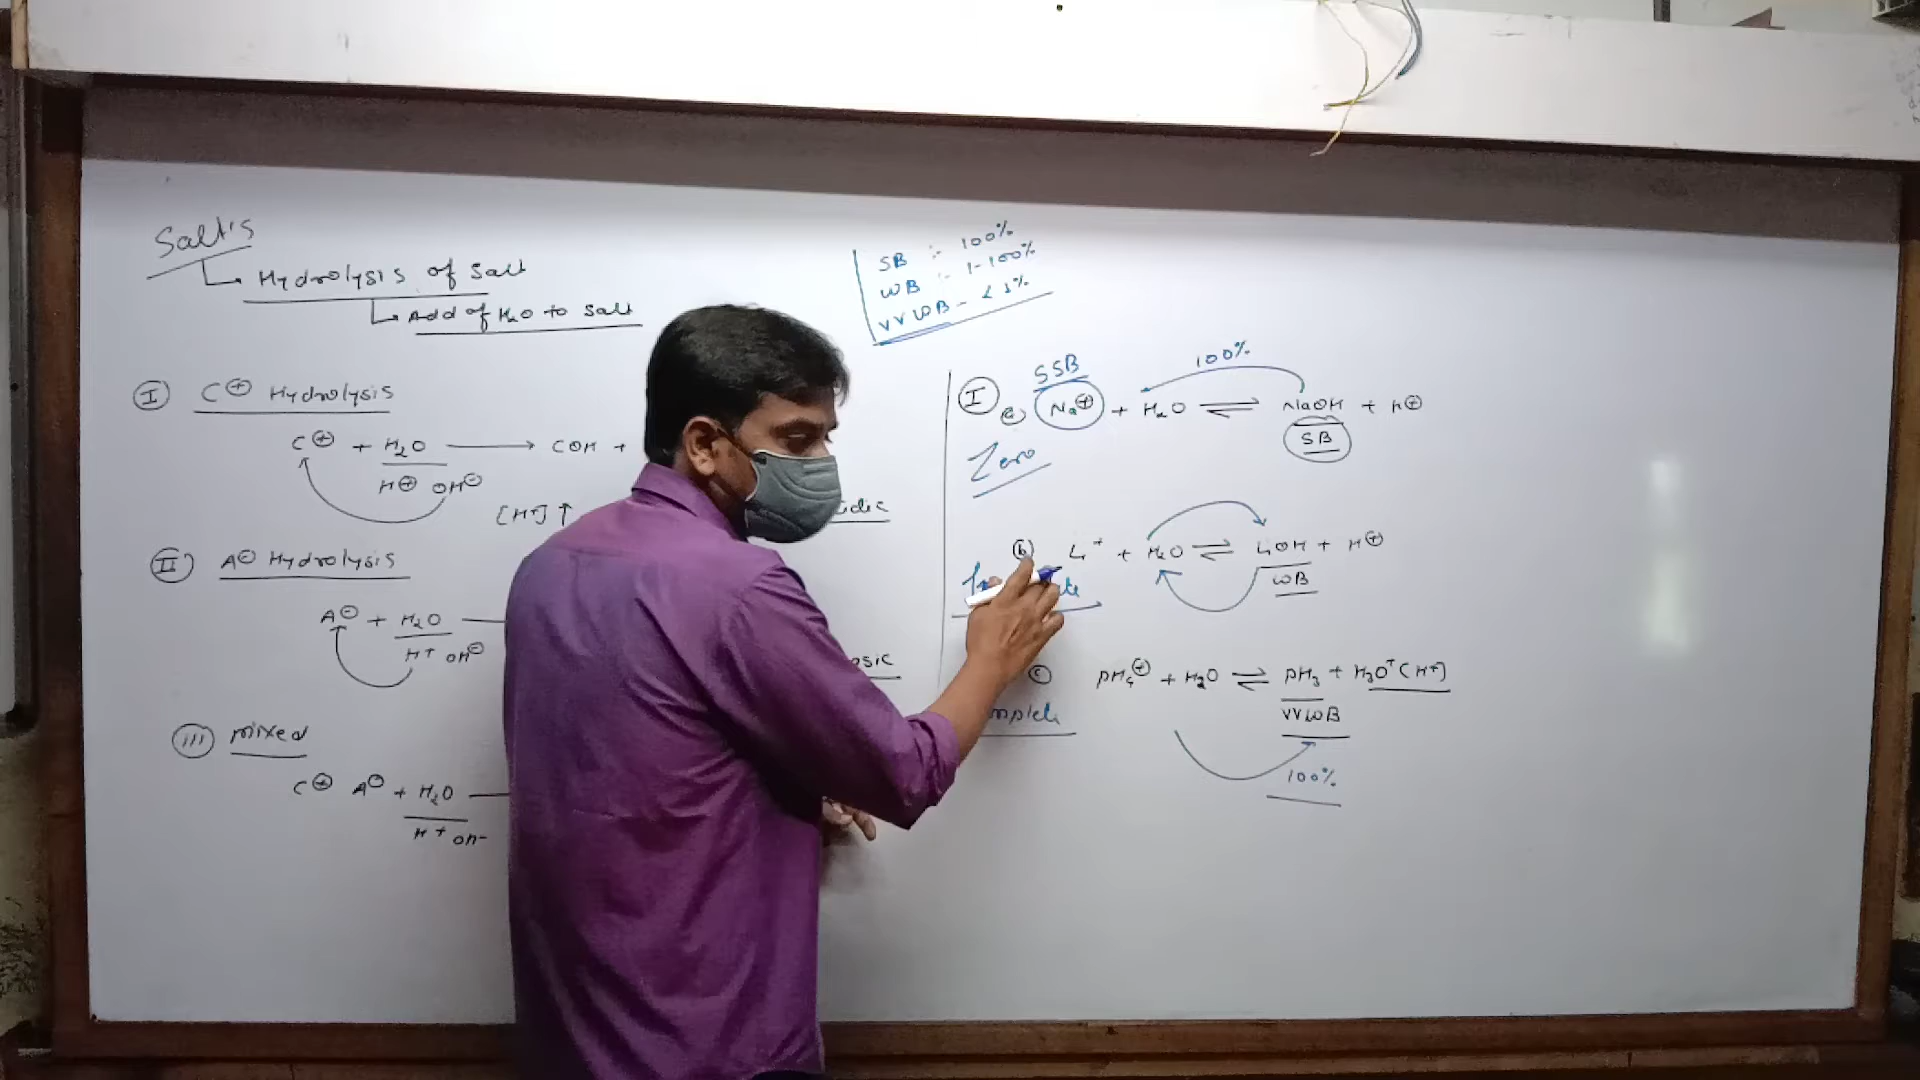 Salt's
Hydrolysis of salt
Add of H₂O to salt
SB :- 100%
WB :- 1-100%
VVWB - < 1%
(I) C⊕ Hydrolysis
C⊕ + H₂O ⟶ COH +
H⊕ OH⊖
[H+] ↑
(II) A⊖ Hydrolysis
A⊖ + H₂O —
H+ OH⊖
(III) mixed
C⊕ A⊖ + H₂O —
H+ OH-
SSB
100%
(I) (a) Na⊕ + H₂O ⇌ NaOH + H⊕
SB
Zero
(b) Li+ + H₂O ⇌ LiOH + H⊕
WB
(c) PH₄⊕ + H₂O ⇌ PH₃ + H₃O+ (H+)
VVWB
100%